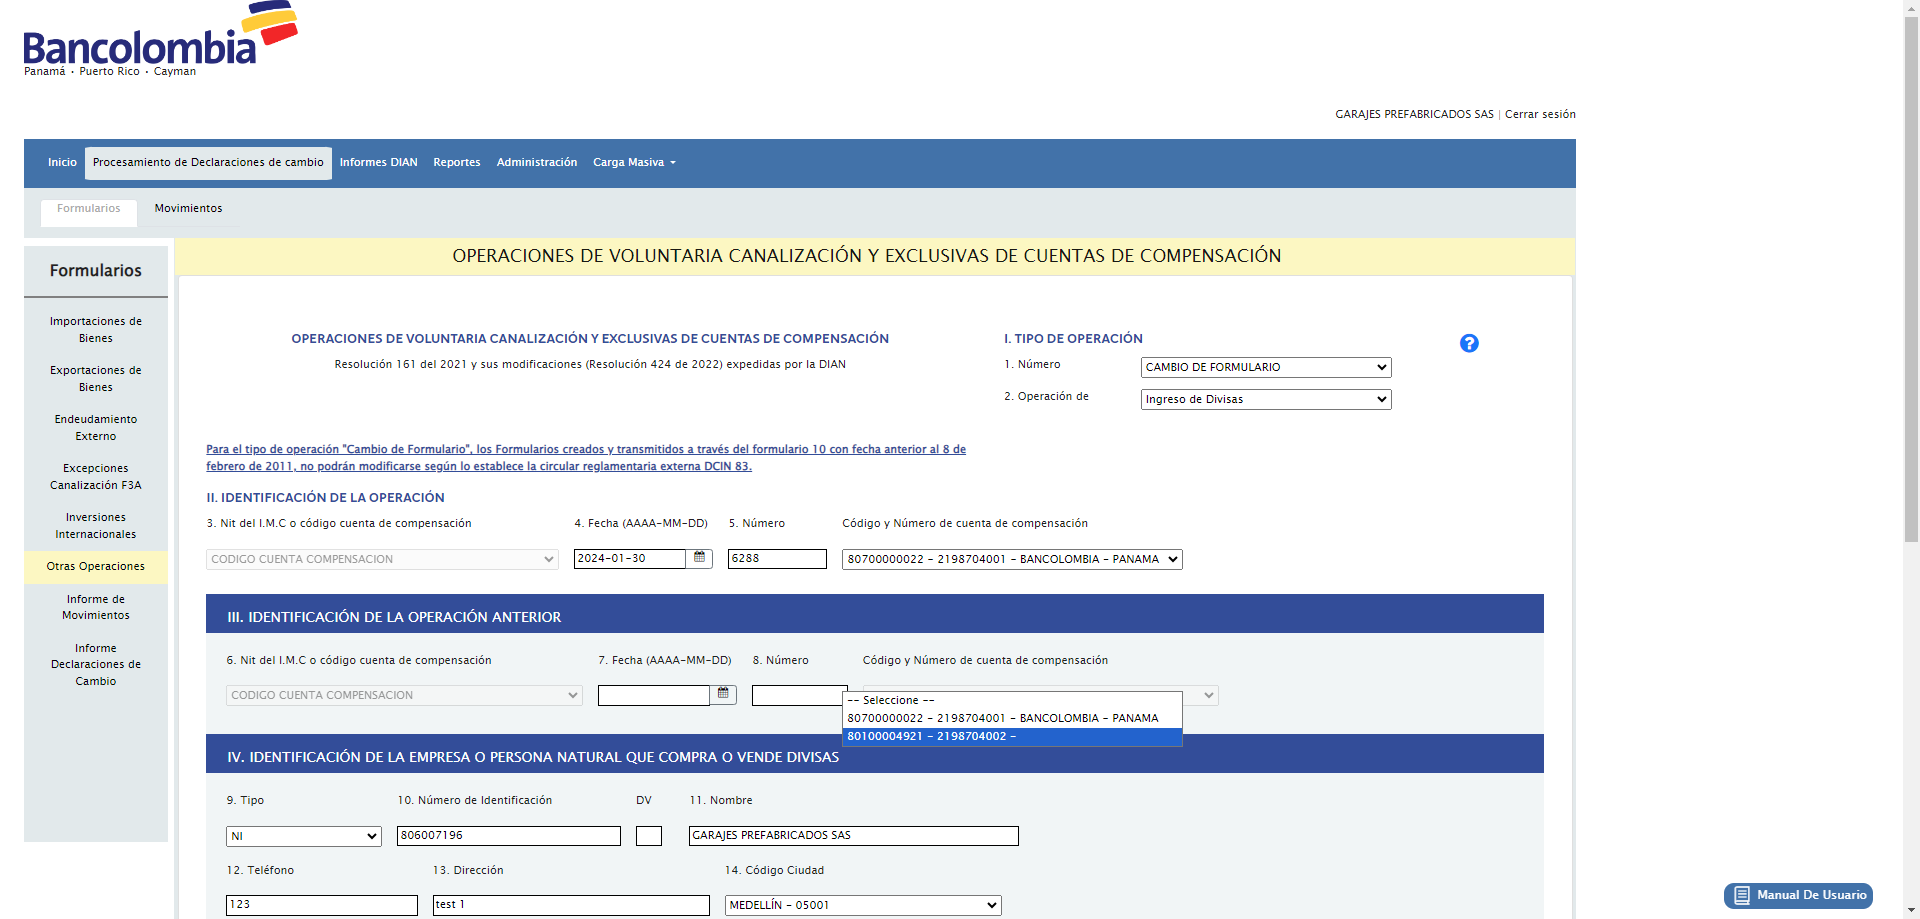 Bancolombia
Panamá · Puerto Rico · Cayman
GARAJES PREFABRICADOS SAS | Cerrar sesión
Inicio Procesamiento de Declaraciones de cambio Informes DIAN Reportes Administración Carga Masiva
Formularios Movimientos
Formularios
Importaciones de
Bienes
Exportaciones de
Bienes
Endeudamiento
Externo
Excepciones
Canalización F3A
Inversiones
Internacionales
Otras Operaciones
Informe de
Movimientos
Informe
Declaraciones de
Cambio
OPERACIONES DE VOLUNTARIA CANALIZACIÓN Y EXCLUSIVAS DE CUENTAS DE COMPENSACIÓN
OPERACIONES DE VOLUNTARIA CANALIZACIÓN Y EXCLUSIVAS DE CUENTAS DE COMPENSACIÓN
Resolución 161 del 2021 y sus modificaciones (Resolución 424 de 2022) expedidas por la DIAN
I. TIPO DE OPERACIÓN
?
1. Número CAMBIO DE FORMULARIO
2. Operación de Ingreso de Divisas
Para el tipo de operación "Cambio de Formulario", los Formularios creados y transmitidos a través del formulario 10 con fecha anterior al 8 de
febrero de 2011, no podrán modificarse según lo establece la circular reglamentaria externa DCIN 83.
II. IDENTIFICACIÓN DE LA OPERACIÓN
3. Nit del I.M.C o código cuenta de compensación 4. Fecha (AAAA-MM-DD) 5. Número Código y Número de cuenta de compensación
CODIGO CUENTA COMPENSACION 2024-01-30 6288 80700000022 - 2198704001 - BANCOLOMBIA - PANAMA
III. IDENTIFICACIÓN DE LA OPERACIÓN ANTERIOR
6. Nit del I.M.C o código cuenta de compensación 7. Fecha (AAAA-MM-DD) 8. Número Código y Número de cuenta de compensación
CODIGO CUENTA COMPENSACION
-- Seleccione --
80700000022 - 2198704001 - BANCOLOMBIA - PANAMA
80100004921 - 2198704002 -
IV. IDENTIFICACIÓN DE LA EMPRESA O PERSONA NATURAL QUE COMPRA O VENDE DIVISAS
9. Tipo 10. Número de Identificación DV 11. Nombre
NI 806007196 GARAJES PREFABRICADOS SAS
12. Teléfono 13. Dirección 14. Código Ciudad
123 test 1 MEDELLÍN - 05001
Manual De Usuario